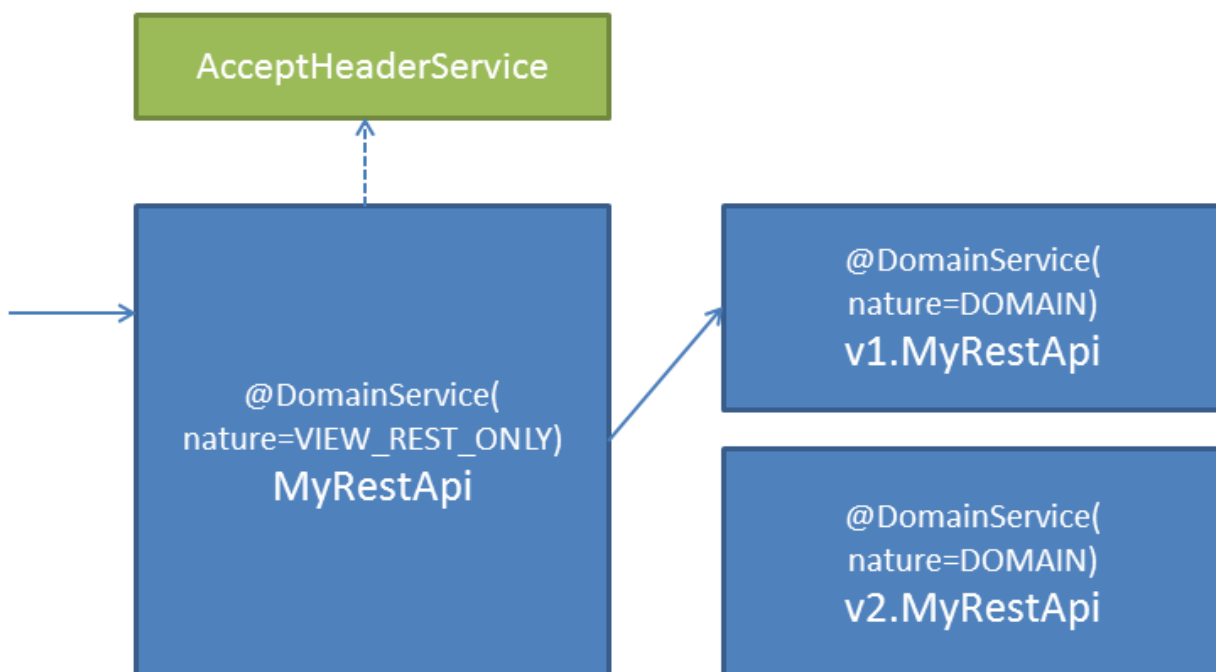 AcceptHeaderService
@DomainService(
nature=VIEW_REST_ONLY)
MyRestApi
@DomainService(
nature=DOMAIN)
v1.MyRestApi
@DomainService(
nature=DOMAIN)
v2.MyRestApi